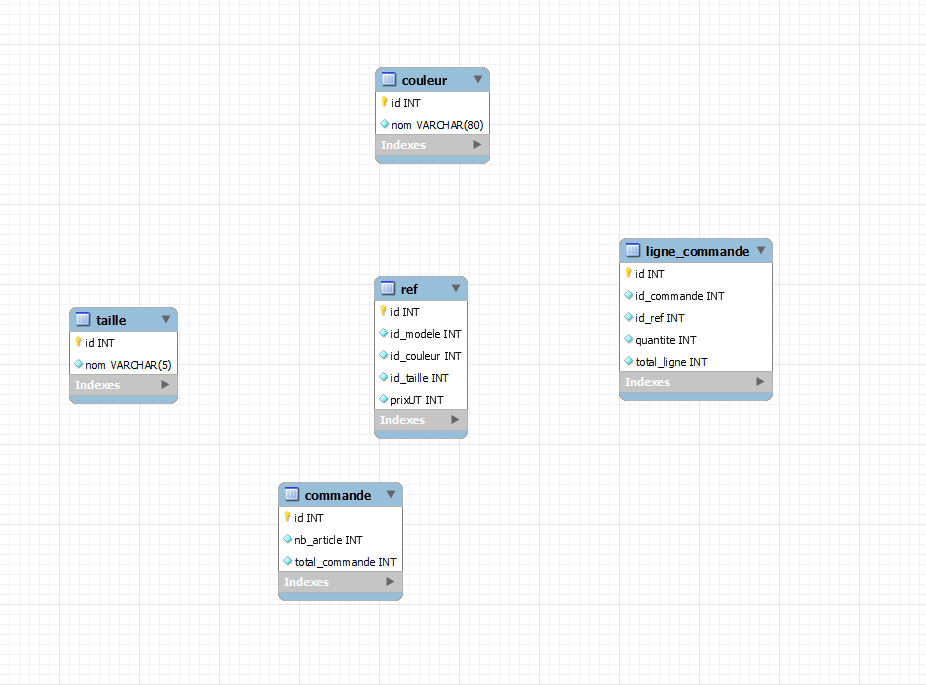 couleur
id INT
nom VARCHAR(80)
Indexes
ligne_commande
id INT
id_commande INT
id_ref INT
quantite INT
total_ligne INT
Indexes
ref
id INT
id_modele INT
id_couleur INT
id_taille INT
prixUT INT
Indexes
taille
id INT
nom VARCHAR(5)
Indexes
commande
id INT
nb_article INT
total_commande INT
Indexes